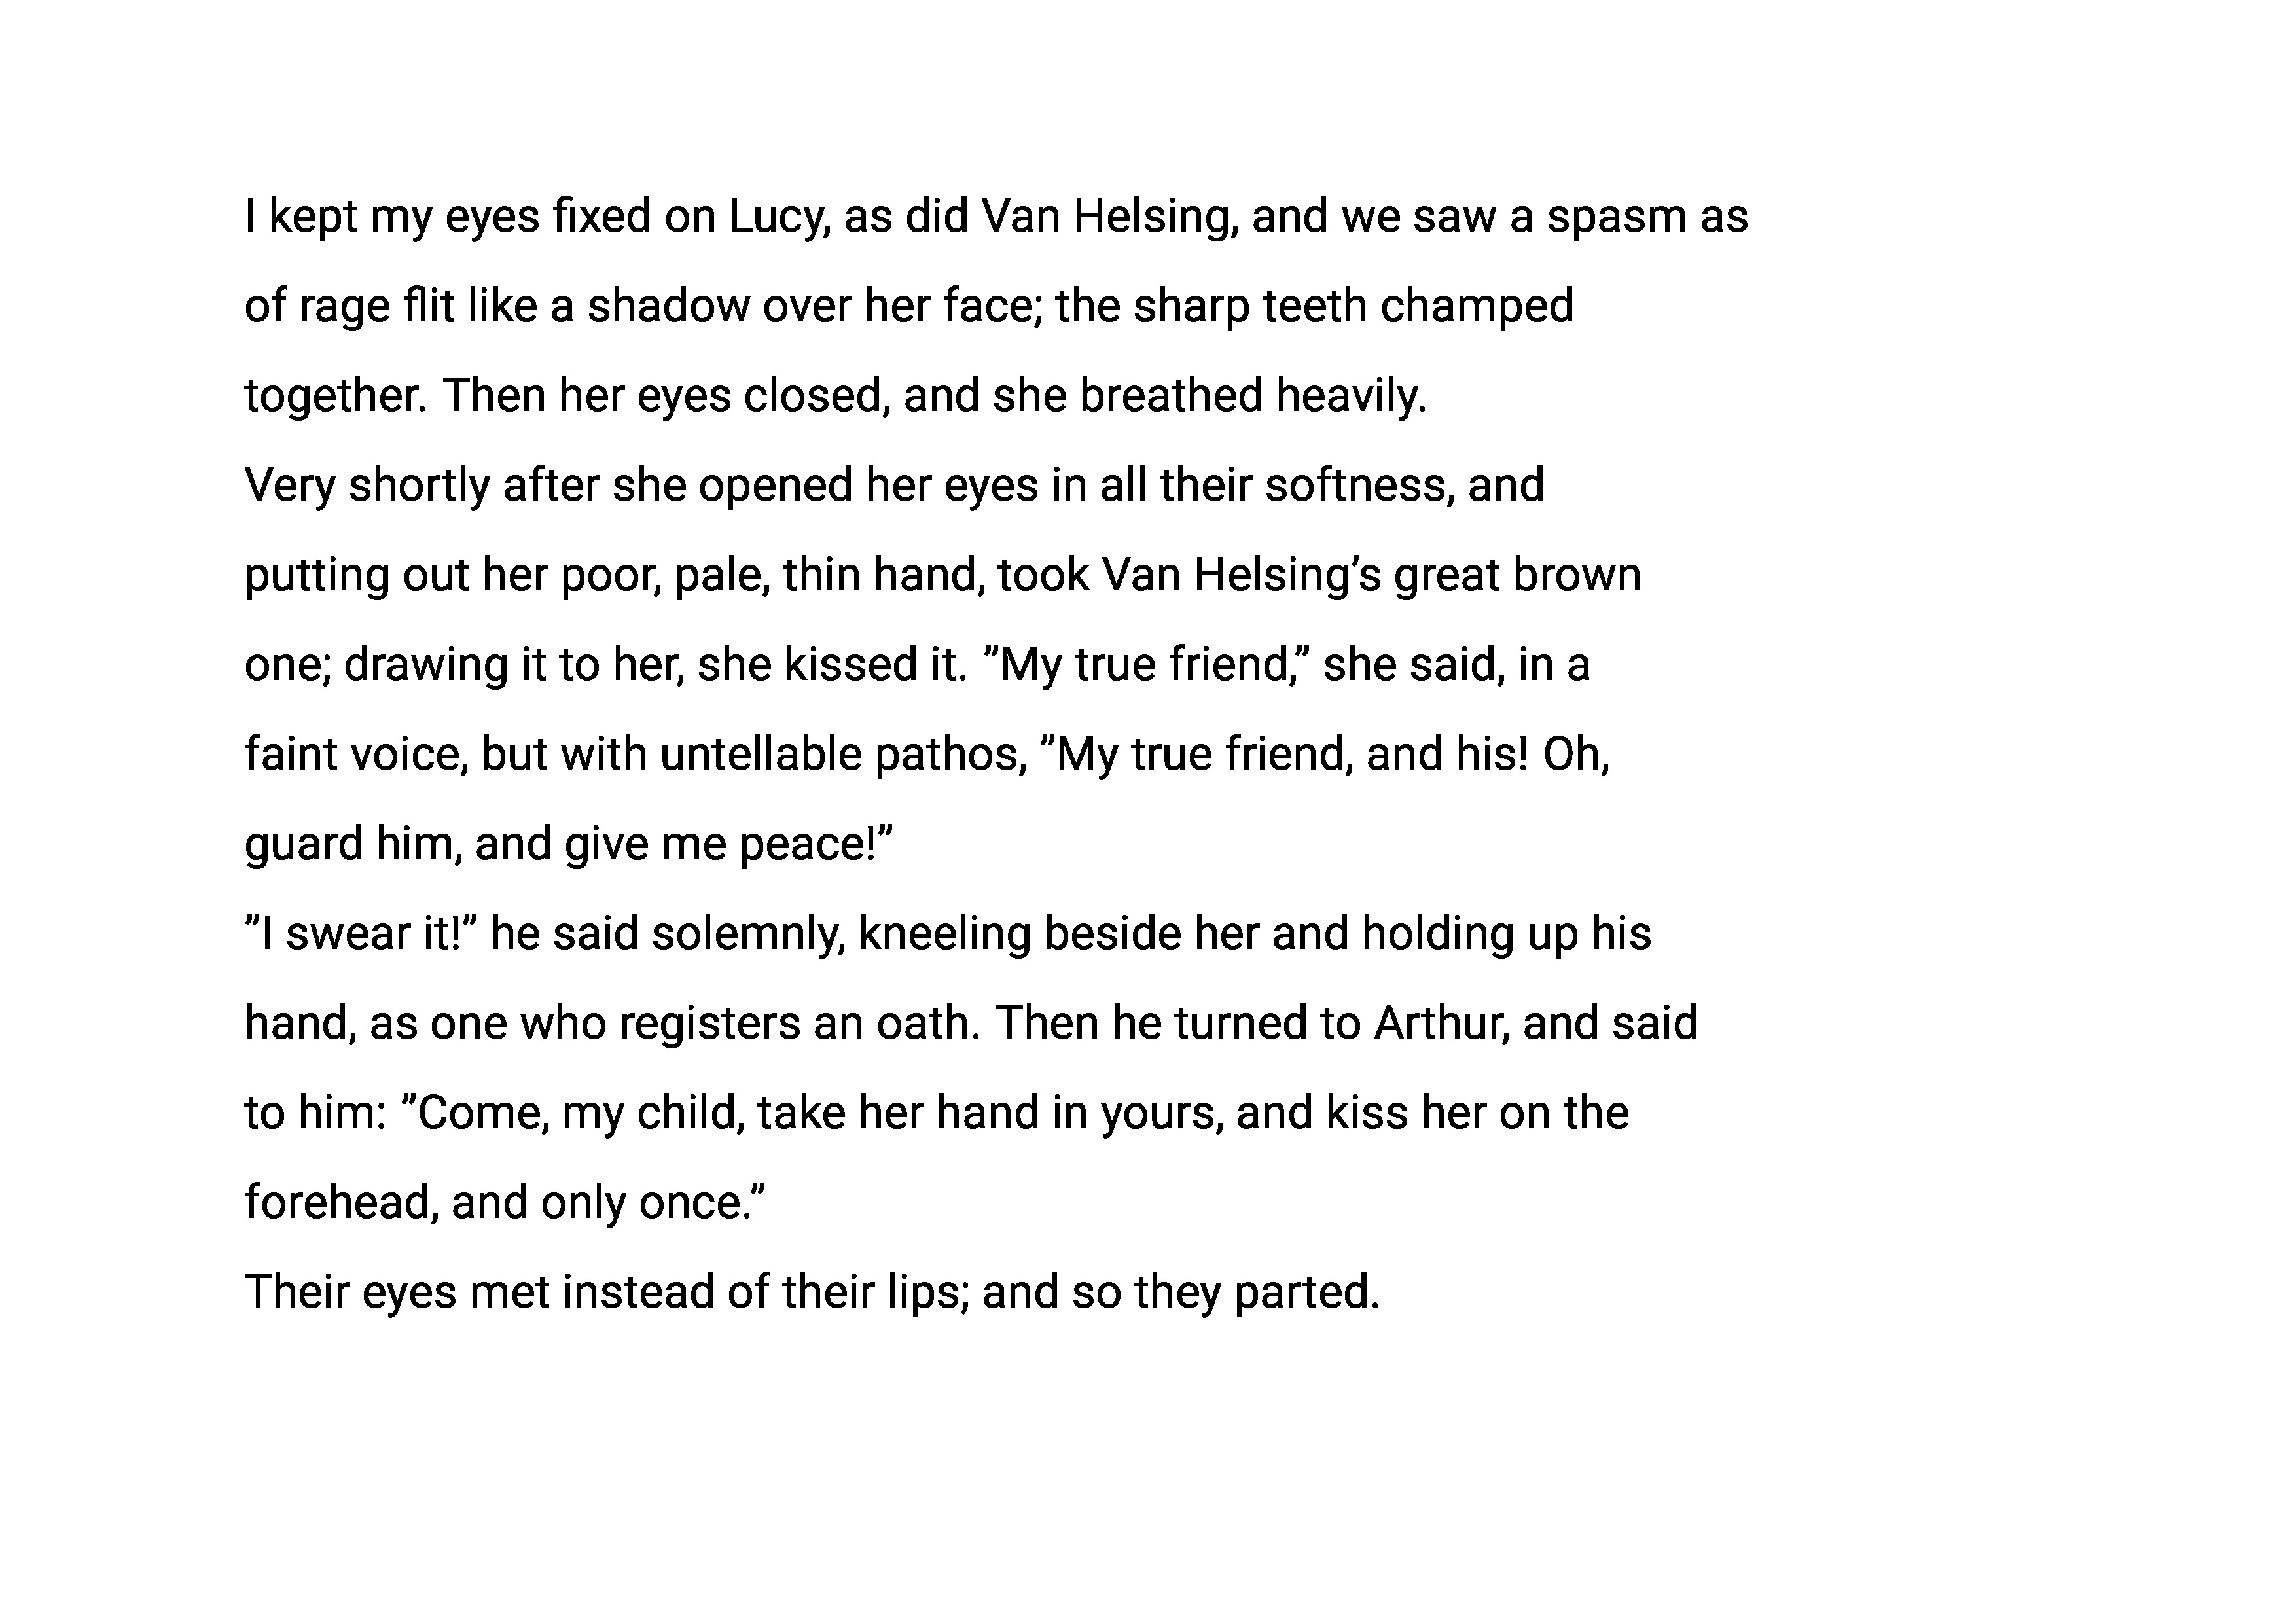 I kept my eyes fixed on Lucy, as did Van Helsing, and we saw a spasm as
of rage flit like a shadow over her face; the sharp teeth champed
together. Then her eyes closed, and she breathed heavily.
Very shortly after she opened her eyes in all their softness, and
putting out her poor, pale, thin hand, took Van Helsing’s great brown
one; drawing it to her, she kissed it. ”My true friend,” she said, in a
faint voice, but with untellable pathos, ”My true friend, and his! Oh,
guard him, and give me peace!”
”I swear it!” he said solemnly, kneeling beside her and holding up his
hand, as one who registers an oath. Then he turned to Arthur, and said
to him: ”Come, my child, take her hand in yours, and kiss her on the
forehead, and only once.”
Their eyes met instead of their lips; and so they parted.